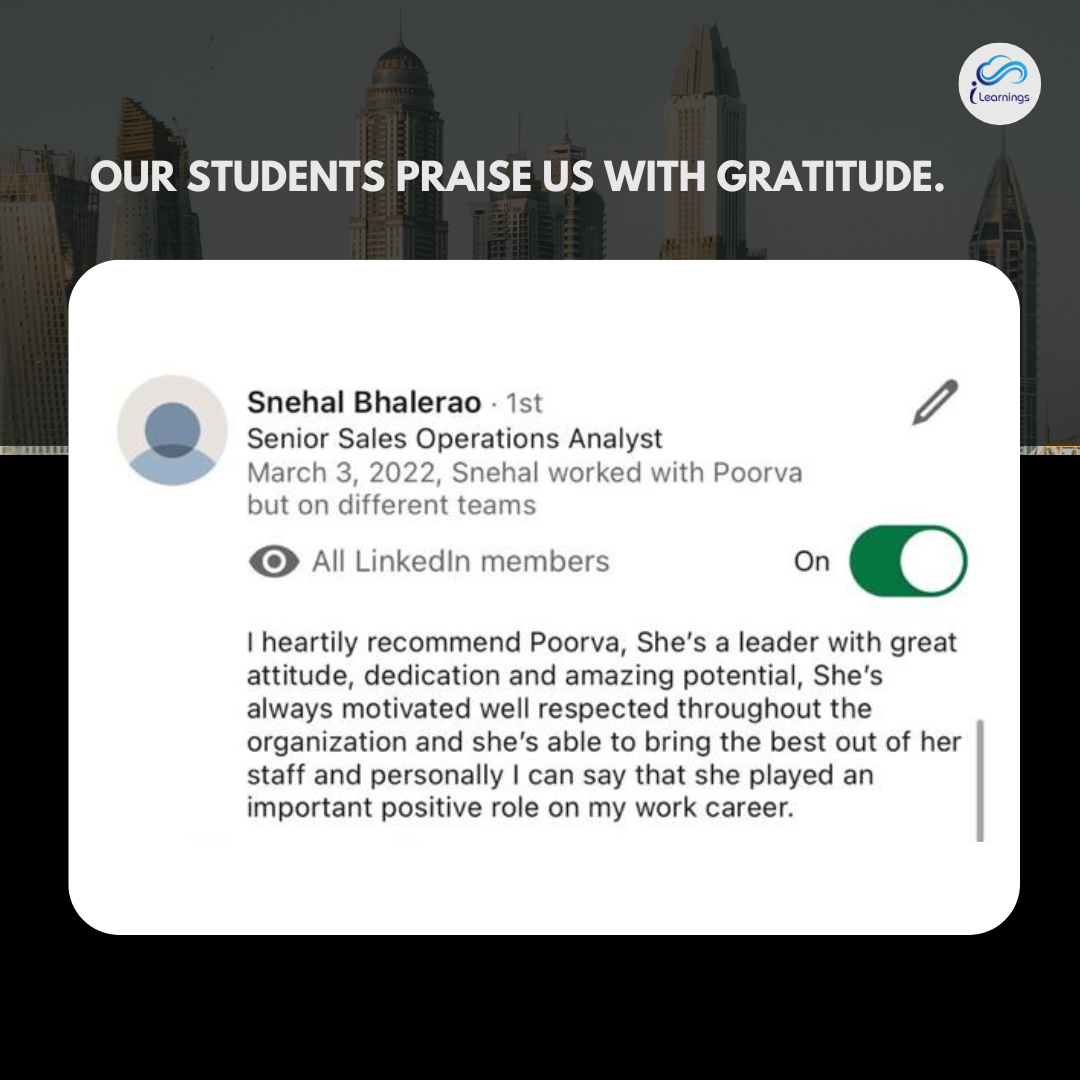 iLearnings
OUR STUDENTS PRAISE US WITH GRATITUDE.
Snehal Bhalerao · 1st
Senior Sales Operations Analyst
March 3, 2022, Snehal worked with Poorva
but on different teams
All LinkedIn members
On
I heartily recommend Poorva, She’s a leader with great
attitude, dedication and amazing potential, She’s
always motivated well respected throughout the
organization and she’s able to bring the best out of her
staff and personally I can say that she played an
important positive role on my work career.